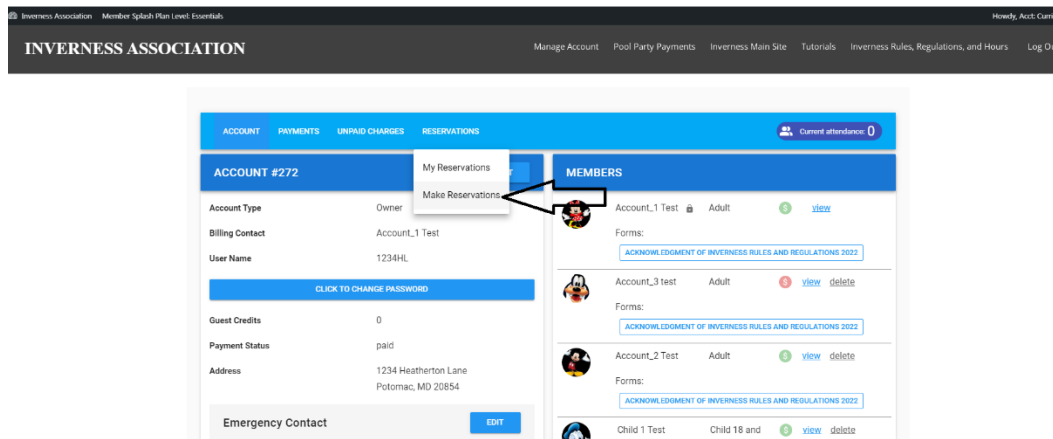 Inverness Association Member Splash Plan Level: Essentials Howdy, Acct:
INVERNESS ASSOCIATION Manage Account Pool Party Payments Inverness Main Site Tutorials Inverness Rules, Regulations, and Hours Log
ACCOUNT PAYMENTS UNPAID CHARGES RESERVATIONS Current attendance: 0
ACCOUNT #272
My Reservations
Make Reservations
Account Type Owner
Billing Contact Account_1 Test
User Name 1234HL
CLICK TO CHANGE PASSWORD
Guest Credits 0
Payment Status paid
Address 1234 Heatherton Lane
Potomac, MD 20854
Emergency Contact EDIT
MEMBERS
Account_1 Test Adult $ view
Forms:
ACKNOWLEDGMENT OF INVERNESS RULES AND REGULATIONS 2022
Account_3 test Adult $ view delete
Forms:
ACKNOWLEDGMENT OF INVERNESS RULES AND REGULATIONS 2022
Account_2 Test Adult $ view delete
Forms:
ACKNOWLEDGMENT OF INVERNESS RULES AND REGULATIONS 2022
Child 1 Test Child 18 and $ view delete